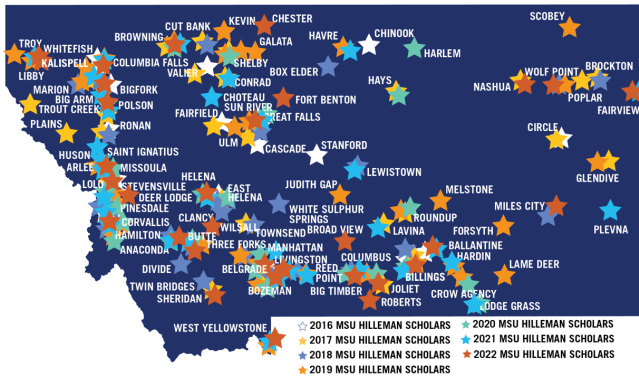 CHESTER
KEVIN
SCOBEY
CUT BANK
BROWNING
GALATA
HAVRE
CHINOOK
TROY
WHITEFISH
HARLEM
KALISPELL
COLUMBIA FALLS
SHELBY
LIBBY
VALIER
BOX ELDER
WOLF POINT
BROCKTON
MARION
CONRAD
HAYS
NASHUA
POPLAR
BIG ARM
BIGFORK
CHOTEAU
FORT BENTON
FAIRVIEW
TROUT CREEK
POLSON
SUN RIVER
FAIRFIELD
GREAT FALLS
PLAINS
RONAN
CIRCLE
ULM
CASCADE
STANFORD
HUSON
SAINT IGNATIUS
ARLEE
MISSOULA
LEWISTOWN
GLENDIVE
HELENA
EAST
HELENA
JUDITH GAP
MELSTONE
LOLO
STEVENSVILLE
DEER LODGE
WHITE SULPHUR
SPRINGS
MILES CITY
PINESDALE
CORVALLIS
CLANCY
WILSALL
ROUNDUP
PLEVNA
HAMILTON
TOWNSEND
BROAD VIEW
LAVINA
FORSYTH
ANACONDA
BUTTE
THREE FORKS
MANHATTAN
BALLANTINE
DIVIDE
BELGRADE
LIVINGSTON
REED
POINT
COLUMBUS
BILLINGS
HARDIN
LAME DEER
TWIN BRIDGES
BOZEMAN
BIG TIMBER
JOLIET
CROW AGENCY
SHERIDAN
ROBERTS
LODGE GRASS
WEST YELLOWSTONE
2016 MSU HILLEMAN SCHOLARS
2017 MSU HILLEMAN SCHOLARS
2018 MSU HILLEMAN SCHOLARS
2019 MSU HILLEMAN SCHOLARS
2020 MSU HILLEMAN SCHOLARS
2021 MSU HILLEMAN SCHOLARS
2022 MSU HILLEMAN SCHOLARS